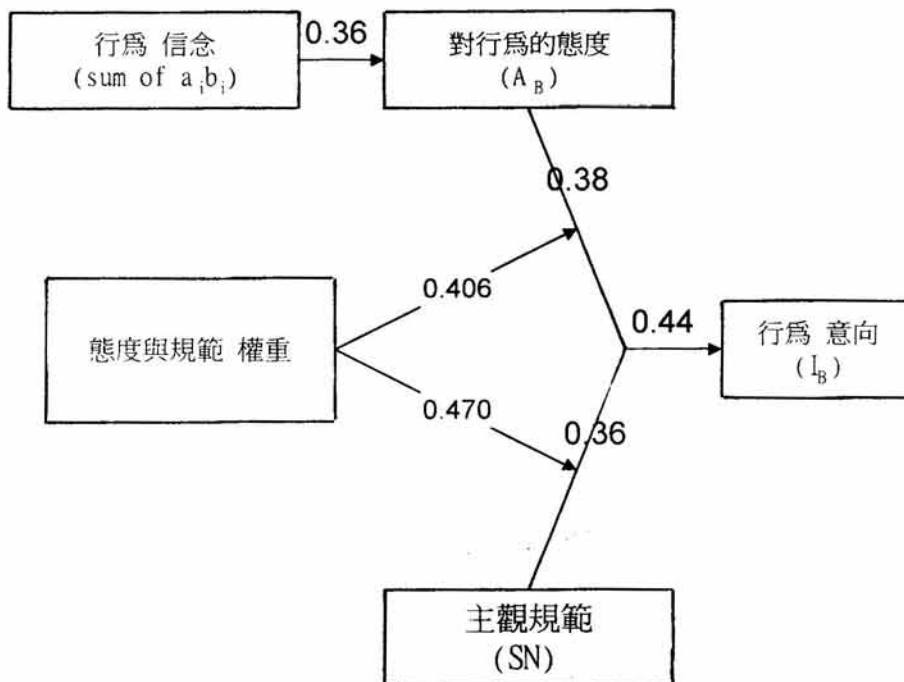 行爲 信念
(sum of aᵢbᵢ)
0.36
對行爲的態度
(A_B)
0.38
0.406
態度與規範 權重
0.44
行爲 意向
(I_B)
0.470
0.36
主觀規範
(SN)